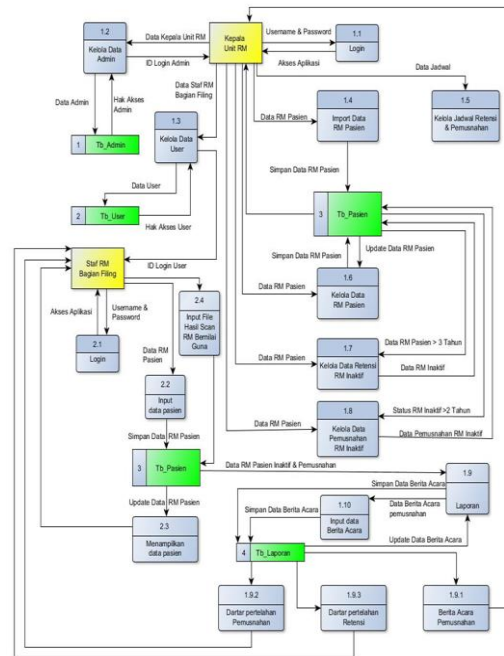 1.2
Kelola Data
Admin
Data Kepala Unit RM
ID Login Admin
Kepala
Unit RM
Username & Password
Akses Aplikasi
1.1
Login
Data Jadwal
1.5
Kelola Jadwal Retensi
& Pemusnahan
Data Admin
Hak Akses
Admin
Data Staf RM
Bagian Filing
Data RM Pasien
1.4
Import Data
RM Pasien
1.3
Kelola Data
User
1 Tb_Admin
Simpan Data RM Pasien
Data User
2 Tb_User
Hak Akses User
3 Tb_Pasien
Simpan Data RM Pasien
Update Data RM Pasien
Staf RM
Bagian Filing
ID Login User
Data RM Pasien
1.6
Kelola Data
RM Pasien
2.4
Input File
Hasil Scan
RM Bernilai
Guna
Akses Aplikasi
Username &
Password
2.1
Login
Data RM
Pasien
Data RM Pasien
1.7
Kelola Data Retensi
RM Inaktif
Data RM Pasien > 3 Tahun
Data RM Inaktif
2.2
Input
data pasien
Data RM Pasien
1.8
Kelola Data
Pemusnahan RM
Inaktif
Status RM Inaktif >2 Tahun
Data Pemusnahan RM Inaktif
Simpan Data RM Pasien
3 Tb_Pasien
Data RM Pasien Inaktif & Pemusnahan
1.9
Laporan
Simpan Data Berita Acara
Update Data RM Pasien
2.3
Menampilkan
data pasien
Simpan Data Berita Acara
1.10
Input data
Berita Acara
Data Berita Acara
pemusnahan
Update Data Berita Acara
4 Tb_Laporan
1.9.2
Dartar pertelahan
Pemusnahan
1.9.3
Dartar pertelahan
Retensi
1.9.1
Berita Acara
Pemusnahan